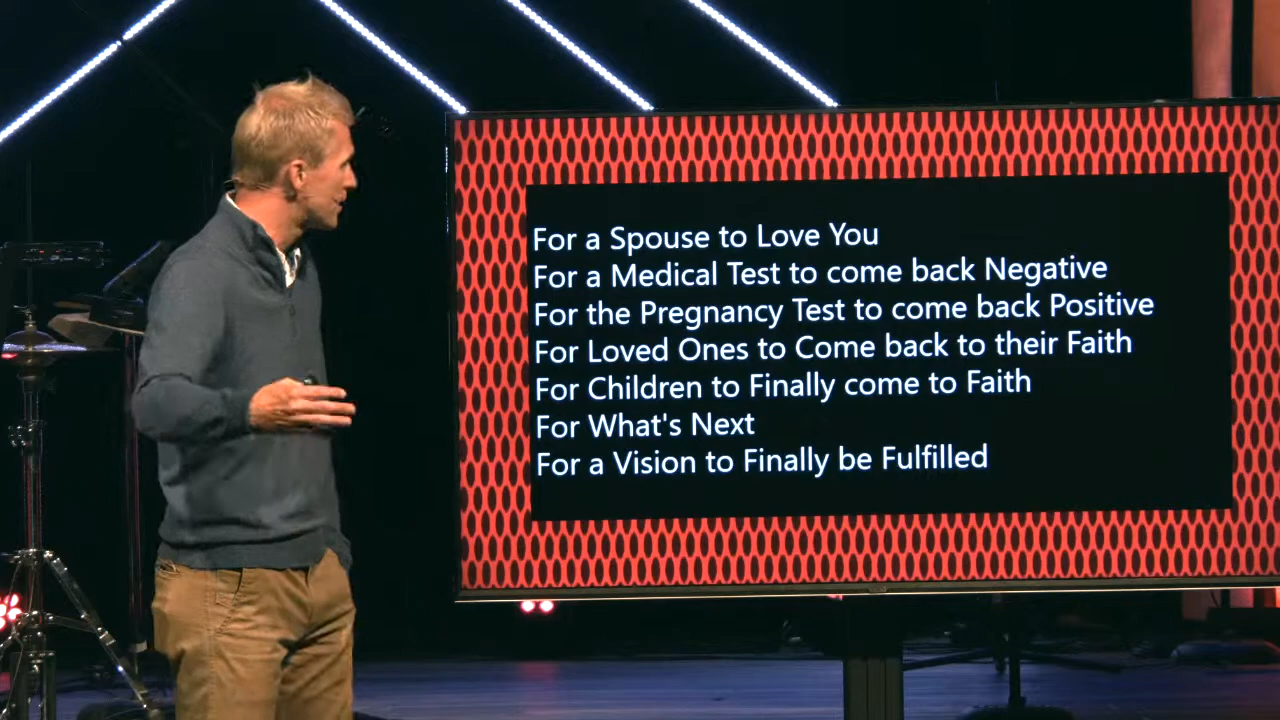 For a Spouse to Love You
For a Medical Test to come back Negative
For the Pregnancy Test to come back Positive
For Loved Ones to Come back to their Faith
For Children to Finally come to Faith
For What's Next
For a Vision to Finally be Fulfilled